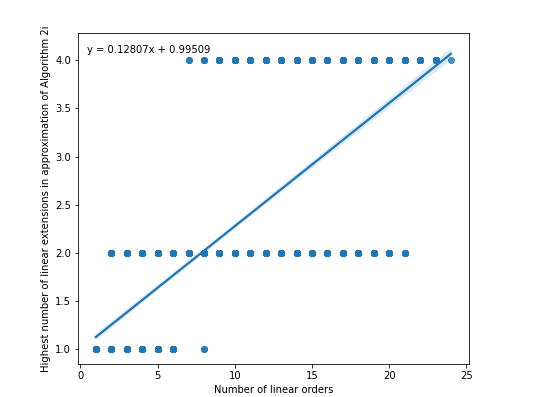 y = 0.12807x + 0.99509
Highest number of linear extensions in approximation of Algorithm 2i
4.0
3.5
3.0
2.5
2.0
1.5
1.0
0 5 10 15 20 25
Number of linear orders